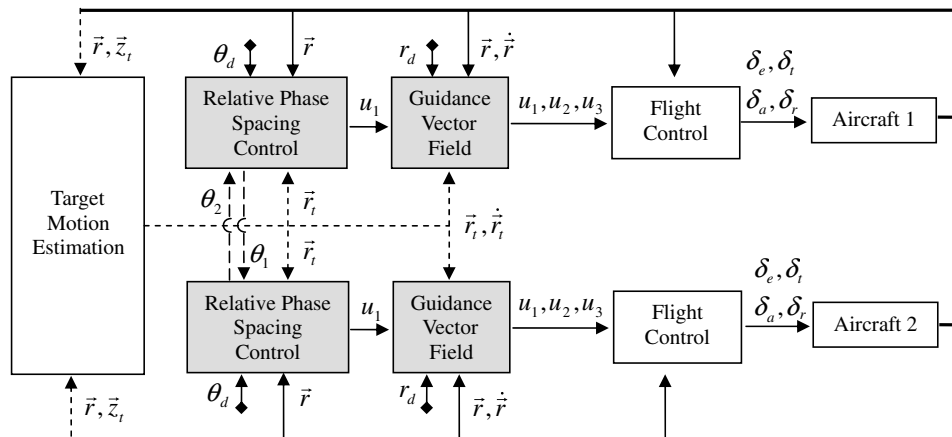 r⃗, z⃗_t
θ_d
r⃗
r_d
r⃗, ṙ⃗
δ_e, δ_t
δ_a, δ_r
Relative Phase
Spacing
Control
u_1
Guidance
Vector
Field
u_1, u_2, u_3
Flight
Control
Aircraft 1
Target
Motion
Estimation
θ_2
r⃗_t
r⃗_t, ṙ⃗_t
θ_1
r⃗_t
δ_e, δ_t
δ_a, δ_r
Relative Phase
Spacing
Control
u_1
Guidance
Vector
Field
u_1, u_2, u_3
Flight
Control
Aircraft 2
r⃗, z⃗_t
θ_d
r⃗
r_d
r⃗, ṙ⃗